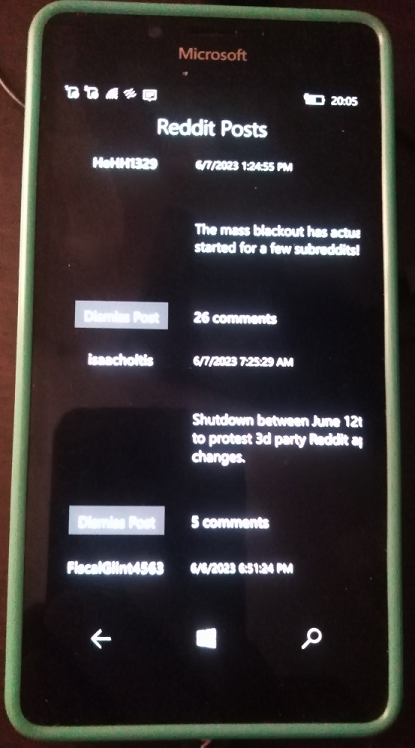 Microsoft
20:05
Reddit Posts
HeHH1329 6/7/2023 1:24:55 PM
The mass blackout has actua
started for a few subreddits!
Dismiss Post 26 comments
isaacholtis 6/7/2023 7:25:29 AM
Shutdown between June 12t
to protest 3d party Reddit ap
changes.
Dismiss Post 5 comments
FiscalGlint4563 6/6/2023 6:51:24 PM